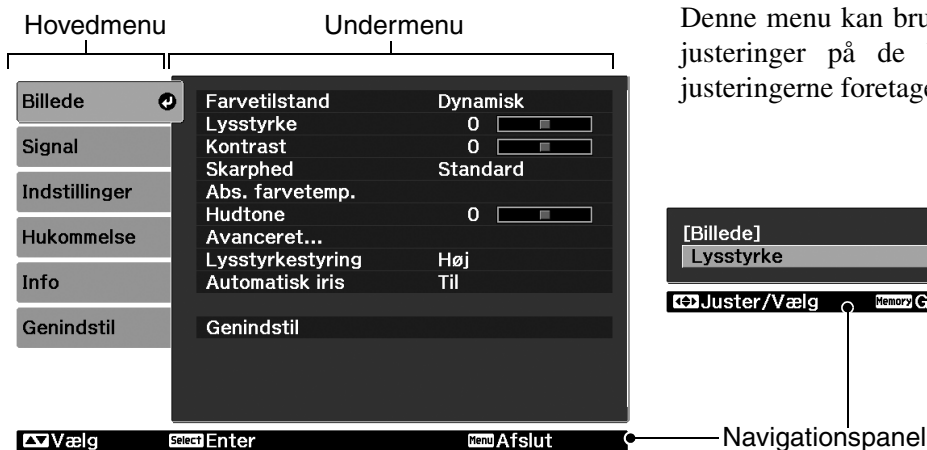 Hovedmenu
Undermenu
Billede
Signal
Indstillinger
Hukommelse
Info
Genindstil
Farvetilstand Dynamisk
Lysstyrke 0
Kontrast 0
Skarphed Standard
Abs. farvetemp.
Hudtone 0
Avanceret...
Lysstyrkestyring Høj
Automatisk iris Til
Genindstil
Vælg Select Enter Menu Afslut
Denne menu kan
justeringer på de
justeringerne
[Billede]
Lysstyrke
Juster/Vælg Memory
Navigationspanel